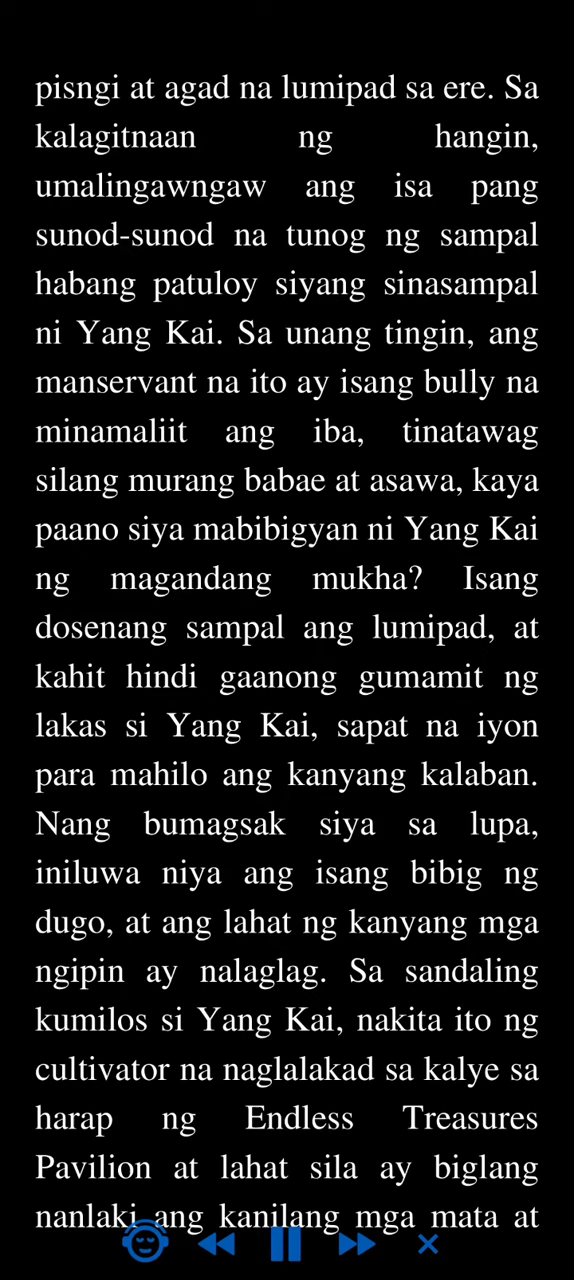 pisngi at agad na lumipad sa ere. Sa
kalagitnaan ng hangin,
umalingawngaw ang isa pang
sunod-sunod na tunog ng sampal
habang patuloy siyang sinasampal
ni Yang Kai. Sa unang tingin, ang
manservant na ito ay isang bully na
minamaliit ang iba, tinatawag
silang murang babae at asawa, kaya
paano siya mabibigyan ni Yang Kai
ng magandang mukha? Isang
dosenang sampal ang lumipad, at
kahit hindi gaanong gumamit ng
lakas si Yang Kai, sapat na iyon
para mahilo ang kanyang kalaban.
Nang bumagsak siya sa lupa,
iniluwa niya ang isang bibig ng
dugo, at ang lahat ng kanyang mga
ngipin ay nalaglag. Sa sandaling
kumilos si Yang Kai, nakita ito ng
cultivator na naglalakad sa kalye sa
harap ng Endless Treasures
Pavilion at lahat sila ay biglang
nanlaki ang kanilang mga mata at